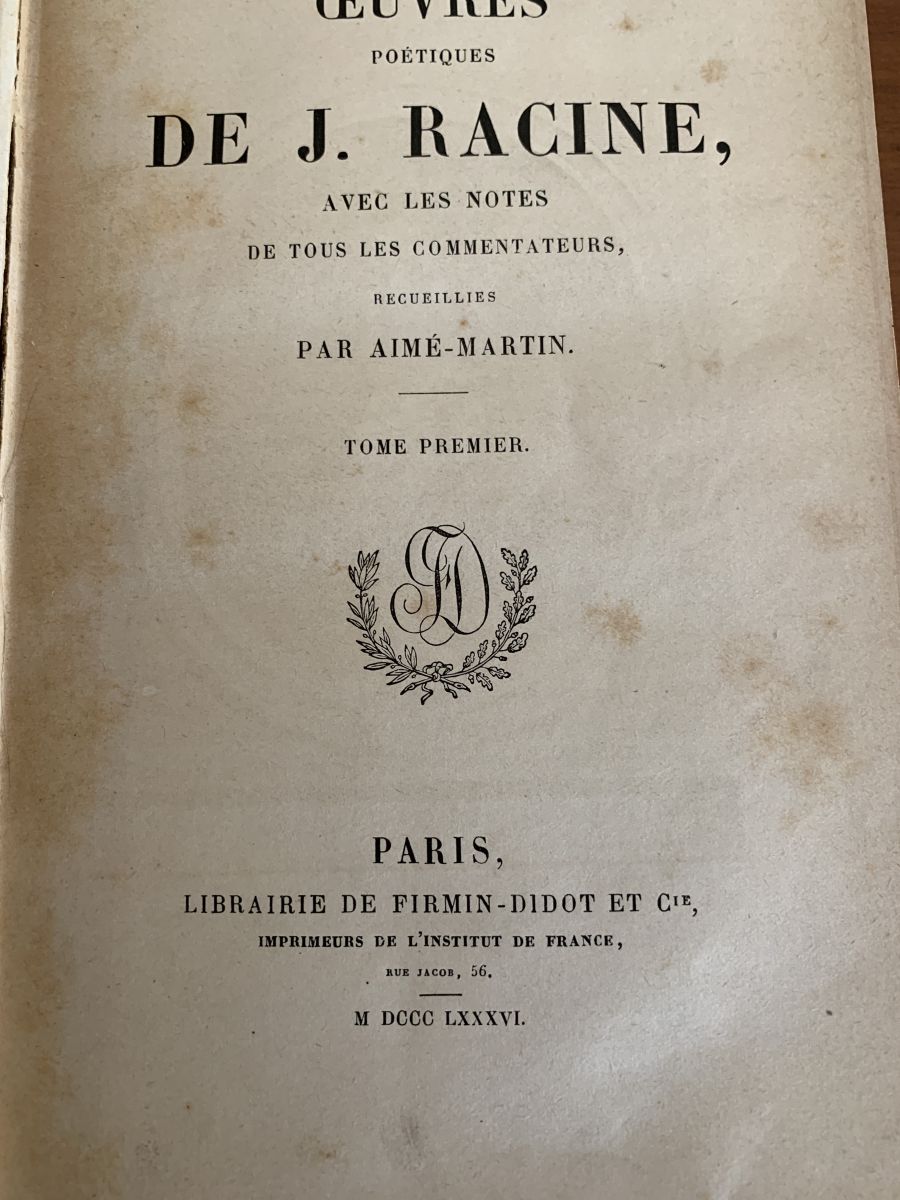 ŒUVRES
POÉTIQUES
DE J. RACINE,
AVEC LES NOTES
DE TOUS LES COMMENTATEURS,
RECUEILLIES
PAR AIMÉ-MARTIN.
TOME PREMIER.
FD
PARIS,
LIBRAIRIE DE FIRMIN-DIDOT ET CIE,
IMPRIMEURS DE L'INSTITUT DE FRANCE,
RUE JACOB, 56.
M DCCC LXXXVI.